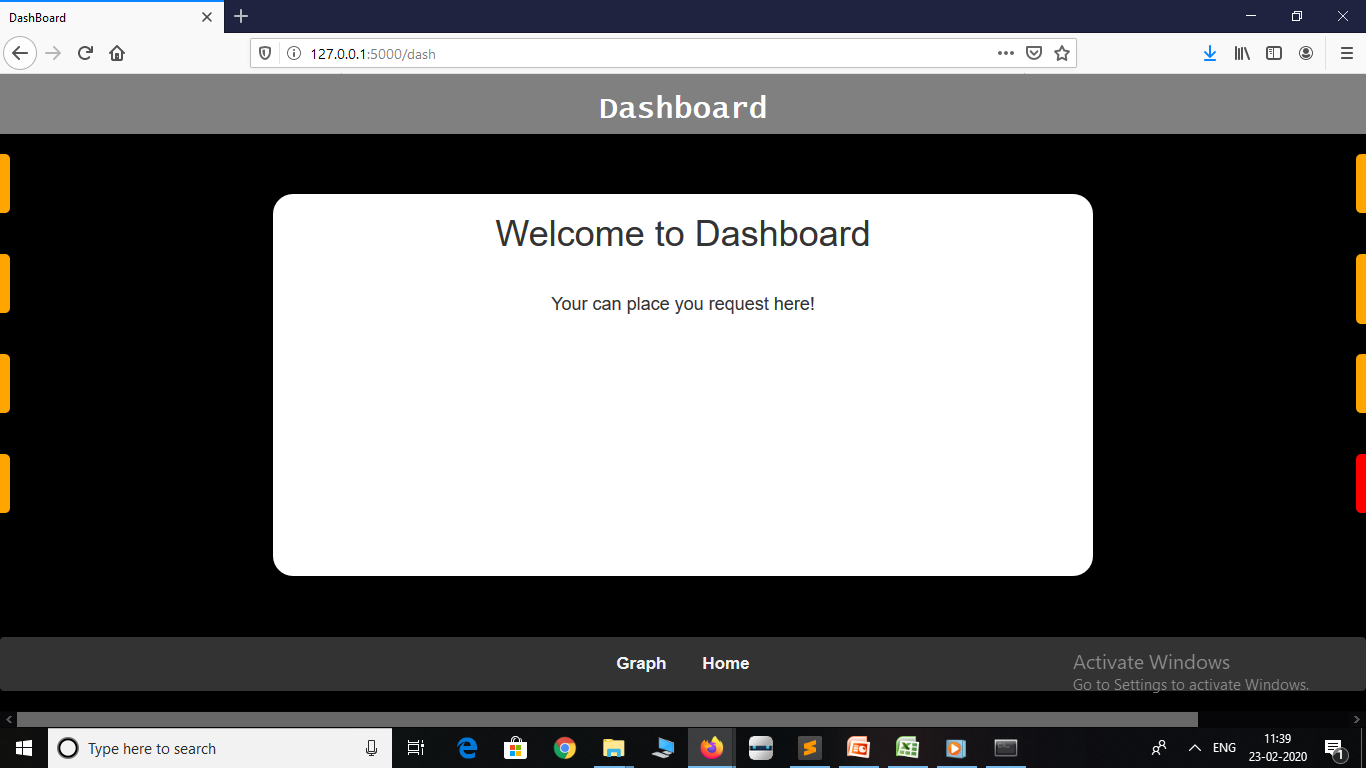 DashBoard
127.0.0.1:5000/dash
Dashboard
Welcome to Dashboard
Your can place you request here!
Graph Home
Activate Windows
Go to Settings to activate Windows.
Type here to search
ENG
11:39
23-02-2020
1